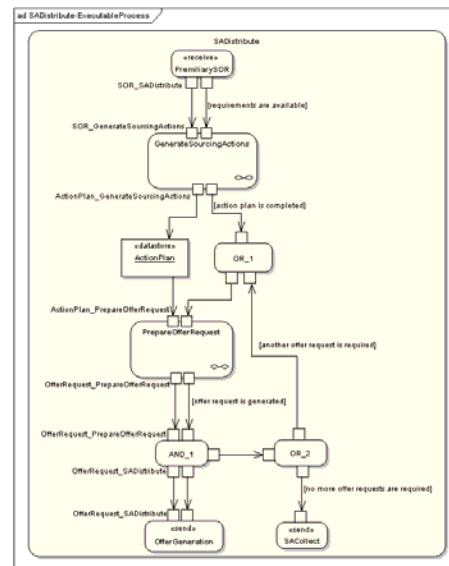 ad SADistribute-ExecutableProcess
SADistribute
«receive»
PremiliarySOR
SOR_SADistribute
[requirements are available]
SOR_GenerateSourcingActions
GenerateSourcingActions
ActionPlan_GenerateSourcingActions
[action plan is completed]
«datastore»
ActionPlan
OR_1
ActionPlan_PrepareOfferRequest
PrepareOfferRequest
[another offer request is required]
OfferRequest_PrepareOfferRequest
[offer request is generated]
OfferRequest_PrepareOfferRequest
AND_1
OR_2
OfferRequest_SADistribute
[no more offer requests are required]
OfferRequest_SADistribute
«send»
OfferGeneration
«send»
SACollect